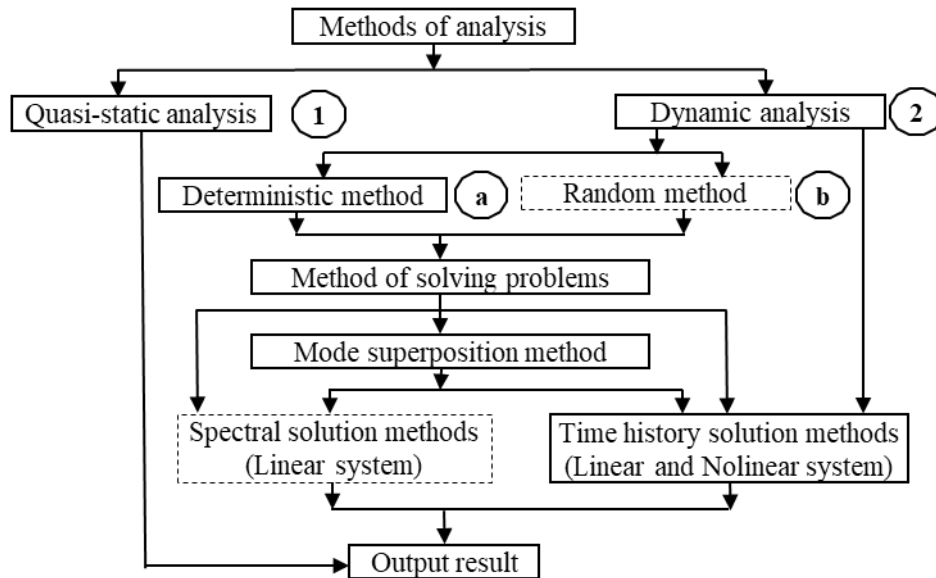 Methods of analysis
Quasi-static analysis
1
Dynamic analysis
2
Deterministic method
a
Random method
b
Method of solving problems
Mode superposition method
Spectral solution methods
(Linear system)
Time history solution methods
(Linear and Nolinear system)
Output result